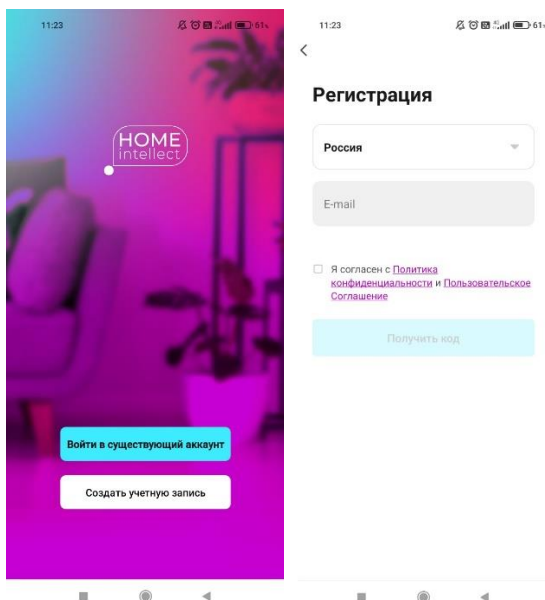 11:23
61
HOME
intellect
Войти в существующий аккаунт
Создать учетную запись
11:23
61
Регистрация
Россия
E-mail
Я согласен с Политика
конфиденциальности и Пользовательское
Соглашение
Получить код